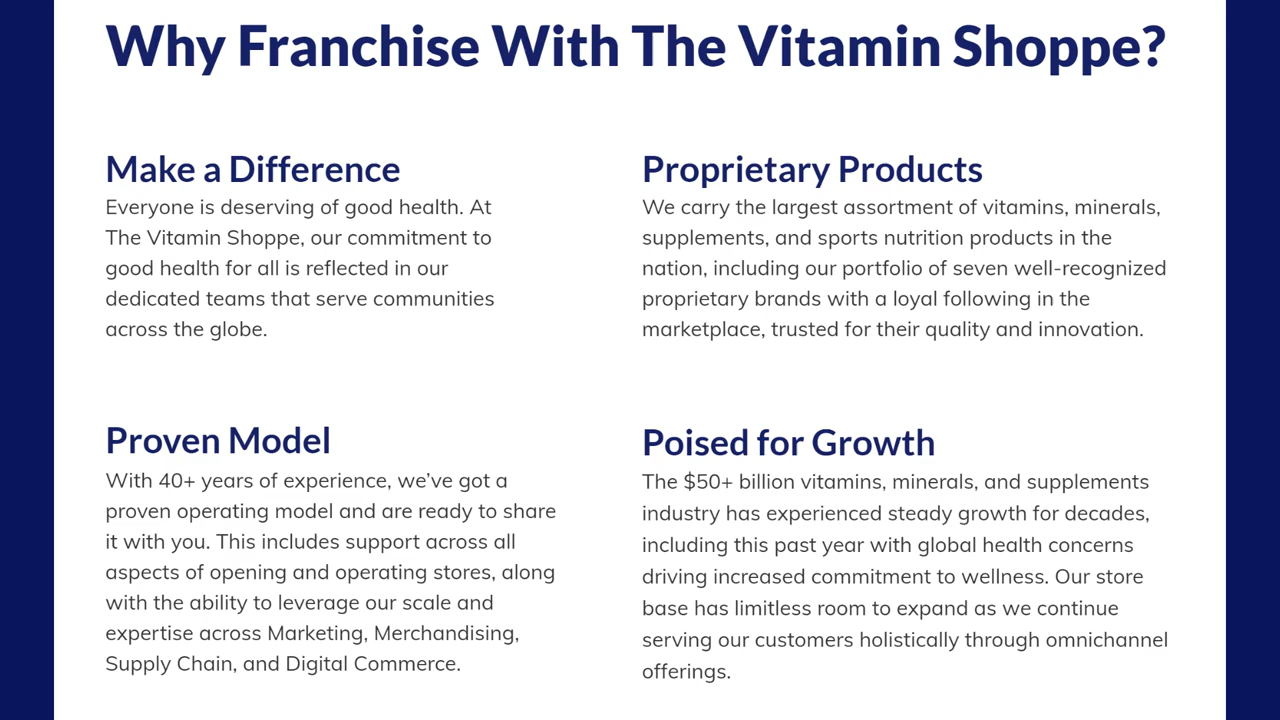 Why Franchise With The Vitamin Shoppe?
Make a Difference
Everyone is deserving of good health. At
The Vitamin Shoppe, our commitment to
good health for all is reflected in our
dedicated teams that serve communities
across the globe.
Proprietary Products
We carry the largest assortment of vitamins, minerals,
supplements, and sports nutrition products in the
nation, including our portfolio of seven well-recognized
proprietary brands with a loyal following in the
marketplace, trusted for their quality and innovation.
Proven Model
With 40+ years of experience, we’ve got a
proven operating model and are ready to share
it with you. This includes support across all
aspects of opening and operating stores, along
with the ability to leverage our scale and
expertise across Marketing, Merchandising,
Supply Chain, and Digital Commerce.
Poised for Growth
The $50+ billion vitamins, minerals, and supplements
industry has experienced steady growth for decades,
including this past year with global health concerns
driving increased commitment to wellness. Our store
base has limitless room to expand as we continue
serving our customers holistically through omnichannel
offerings.